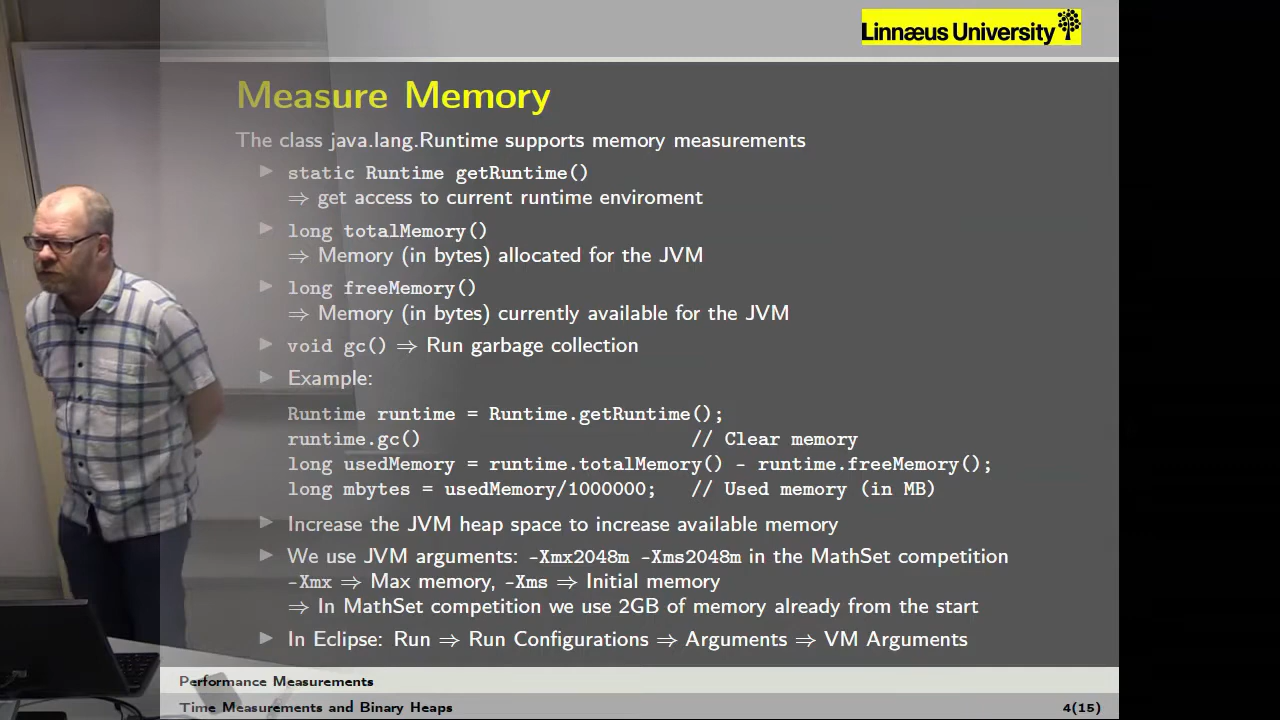 Linnæus University
Measure Memory
The class java.lang.Runtime supports memory measurements
static Runtime getRuntime()
⇒ get access to current runtime enviroment
long totalMemory()
⇒ Memory (in bytes) allocated for the JVM
long freeMemory()
⇒ Memory (in bytes) currently available for the JVM
void gc() ⇒ Run garbage collection
Example:
Runtime runtime = Runtime.getRuntime();
runtime.gc() // Clear memory
long usedMemory = runtime.totalMemory() - runtime.freeMemory();
long mbytes = usedMemory/1000000; // Used memory (in MB)
Increase the JVM heap space to increase available memory
We use JVM arguments: -Xmx2048m -Xms2048m in the MathSet competition
-Xmx ⇒ Max memory, -Xms ⇒ Initial memory
⇒ In MathSet competition we use 2GB of memory already from the start
In Eclipse: Run ⇒ Run Configurations ⇒ Arguments ⇒ VM Arguments
Performance Measurements
Time Measurements and Binary Heaps 4(15)